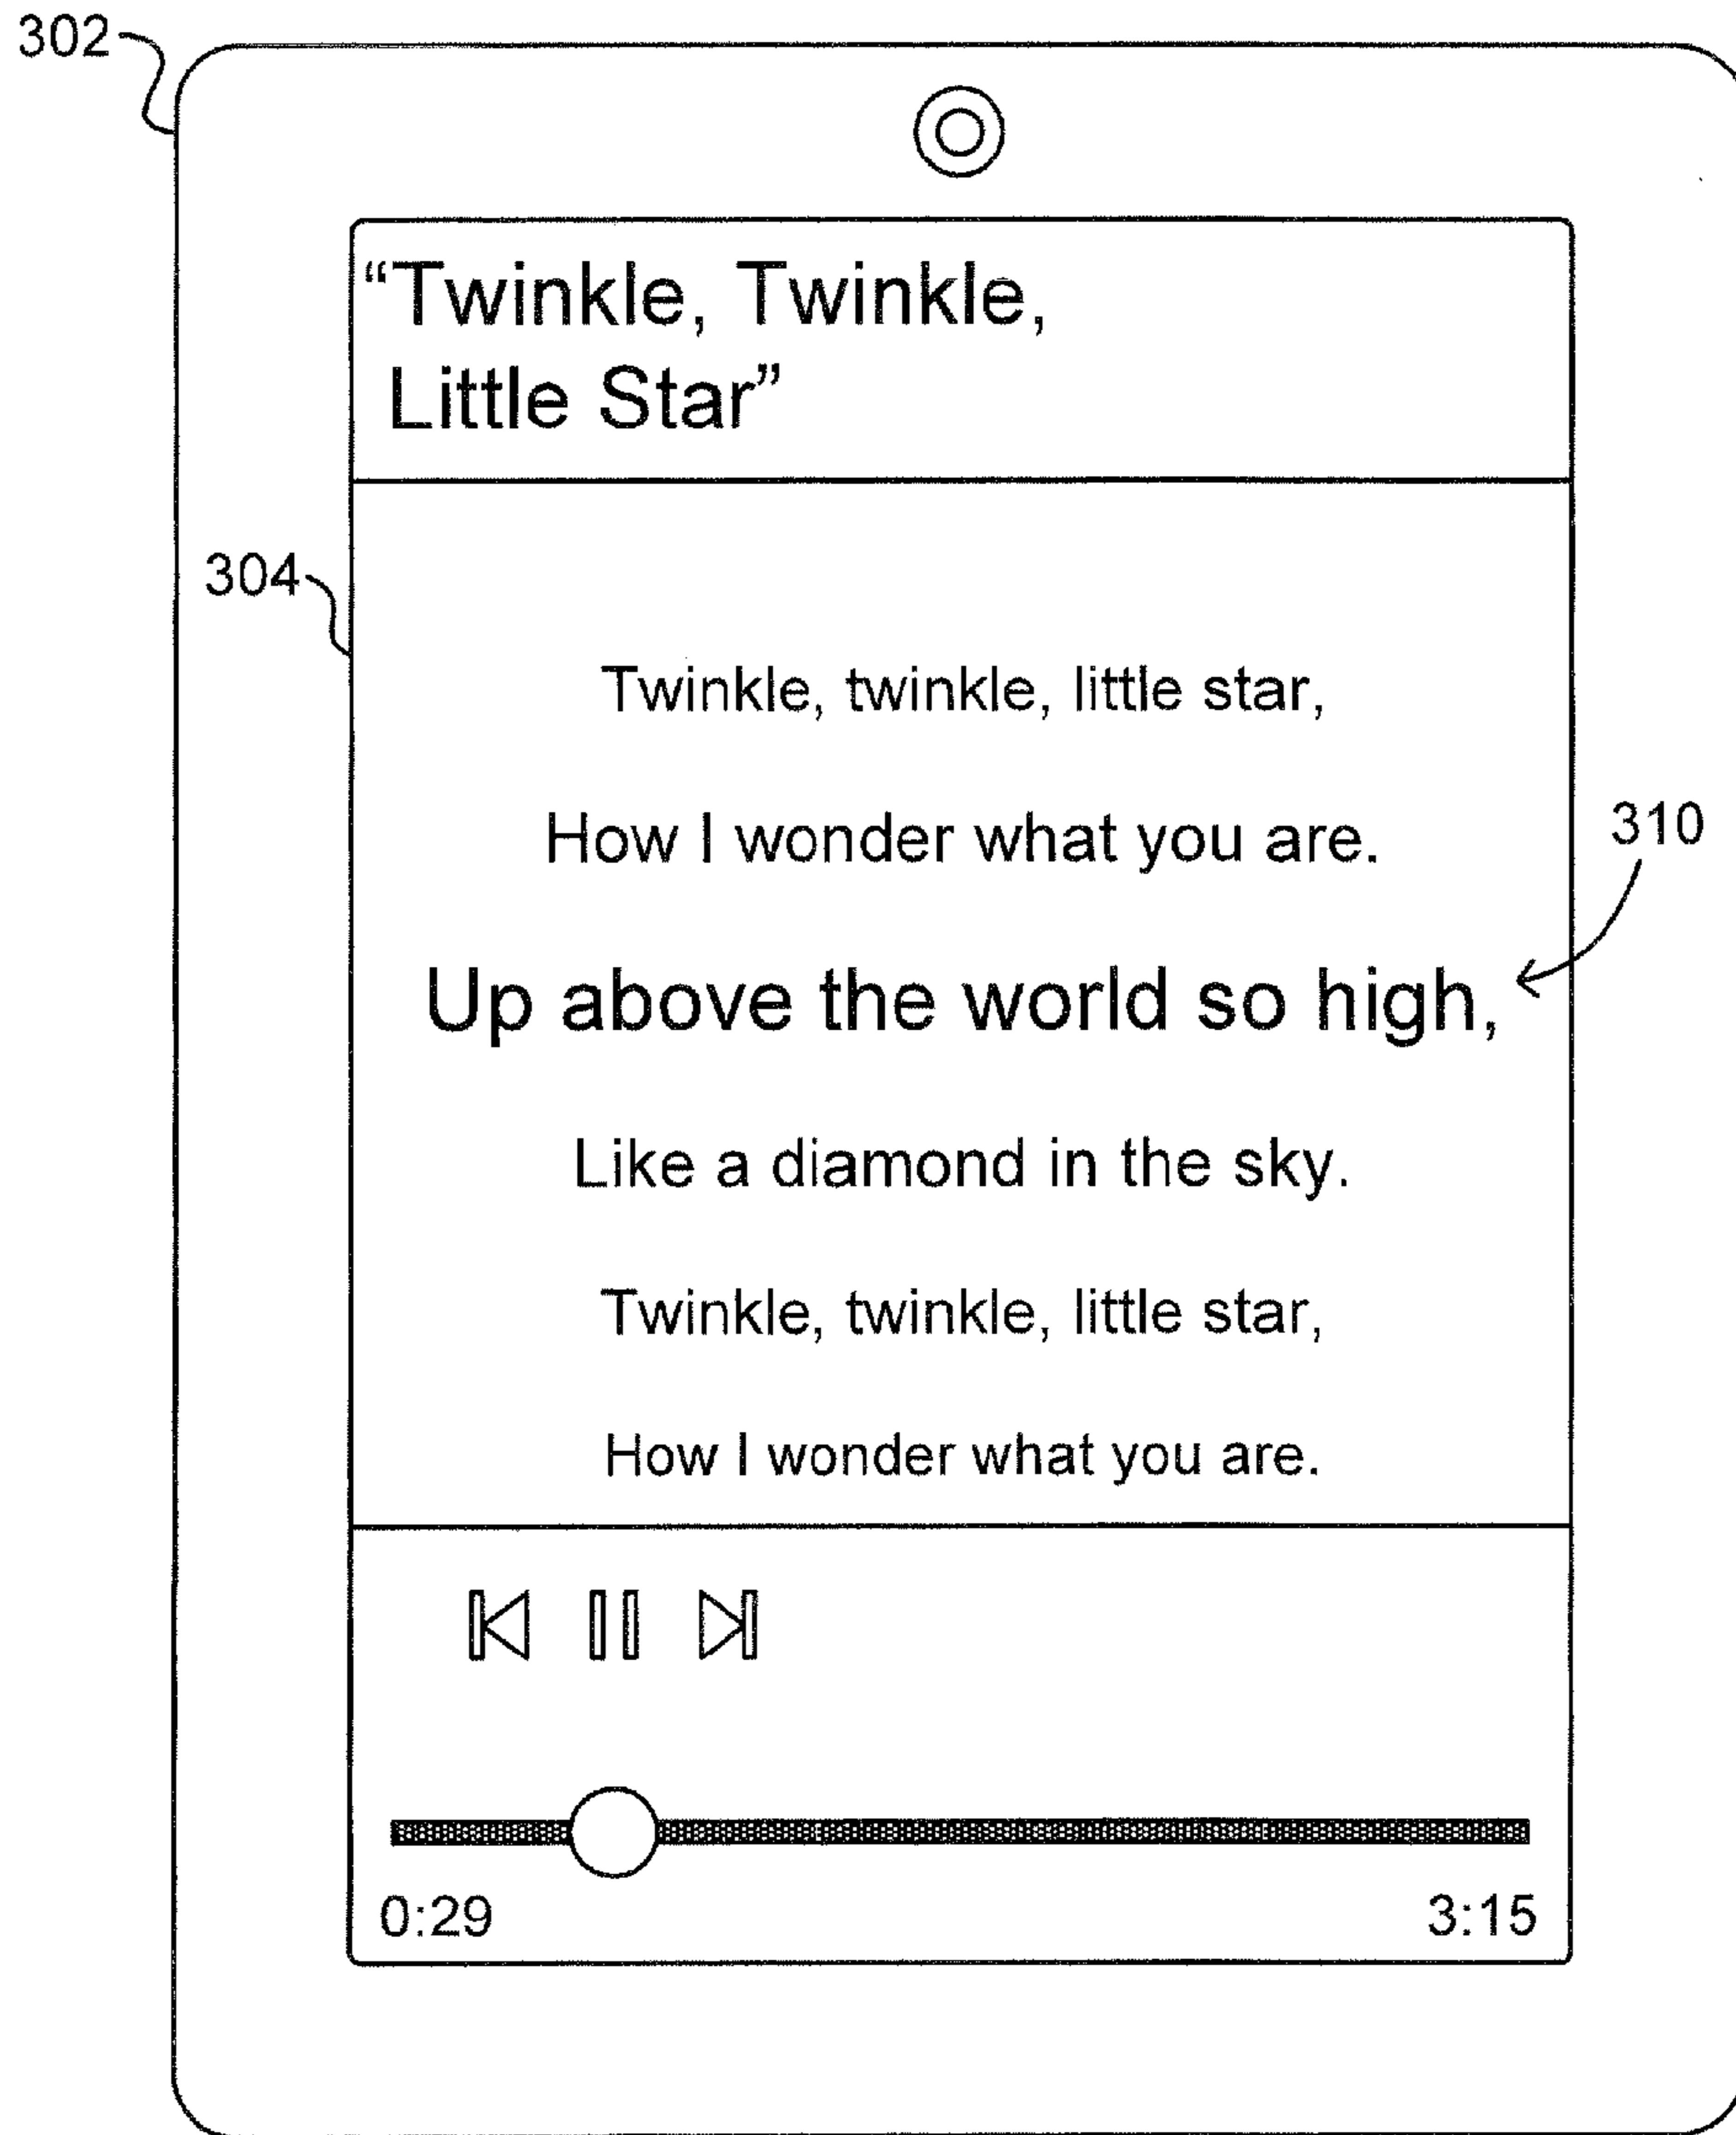 302
“Twinkle, Twinkle,
Little Star”
304
Twinkle, twinkle, little star,
How I wonder what you are.
310
Up above the world so high,
Like a diamond in the sky.
Twinkle, twinkle, little star,
How I wonder what you are.
0:29
3:15